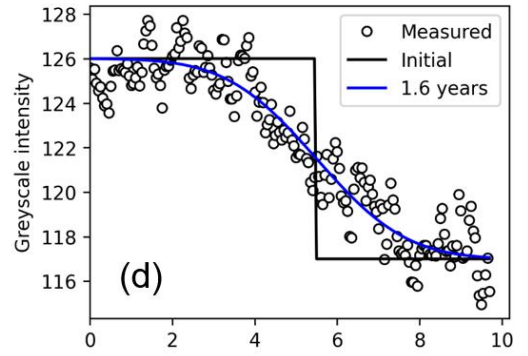 128
126
124
122
120
118
116
Greyscale intensity
Measured
Initial
1.6 years
(d)
0 2 4 6 8 10